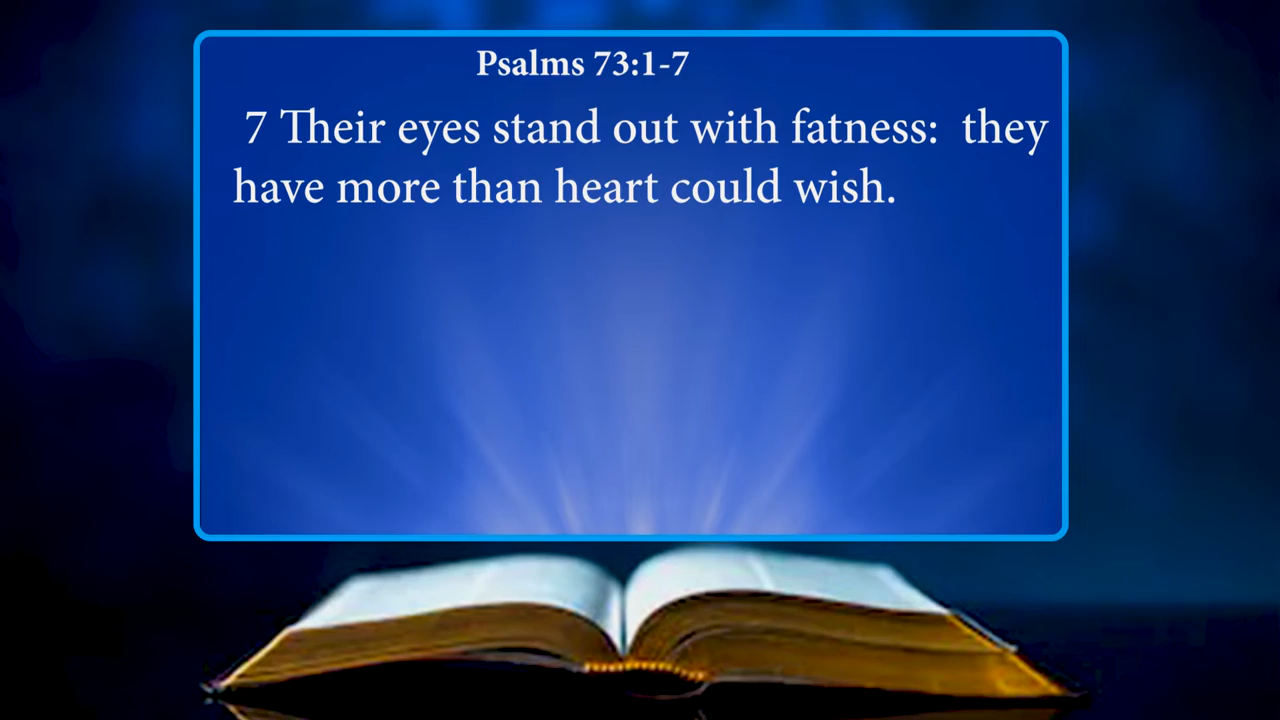 Psalms 73:1-7
7 Their eyes stand out with fatness:  they
have more than heart could wish.